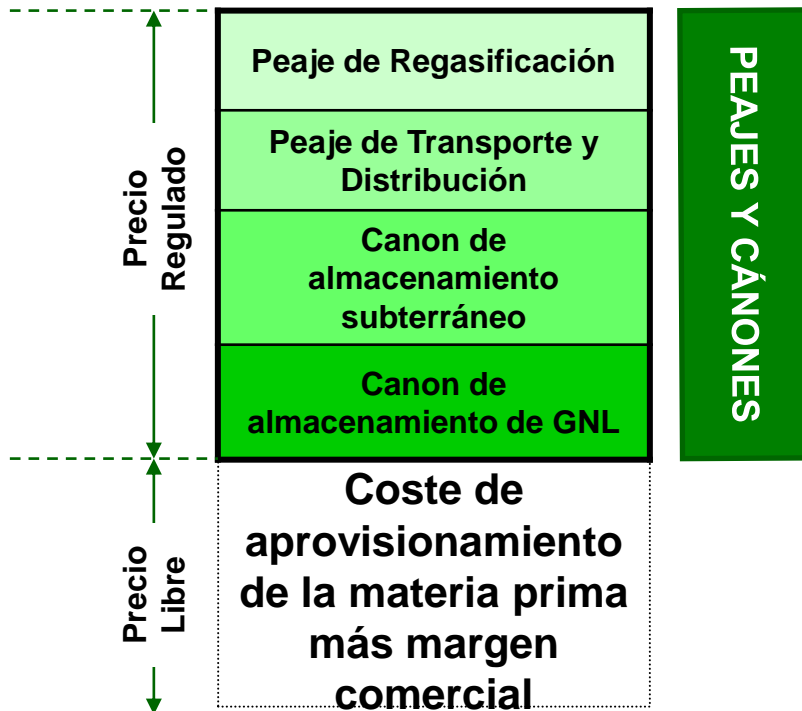 Precio
Regulado
Peaje de Regasificación
Peaje de Transporte y
Distribución
Canon de
almacenamiento
subterráneo
Canon de
almacenamiento de GNL
PEAJES Y CÁNONES
Precio
Libre
Coste de
aprovisionamiento
de la materia prima
más margen
comercial